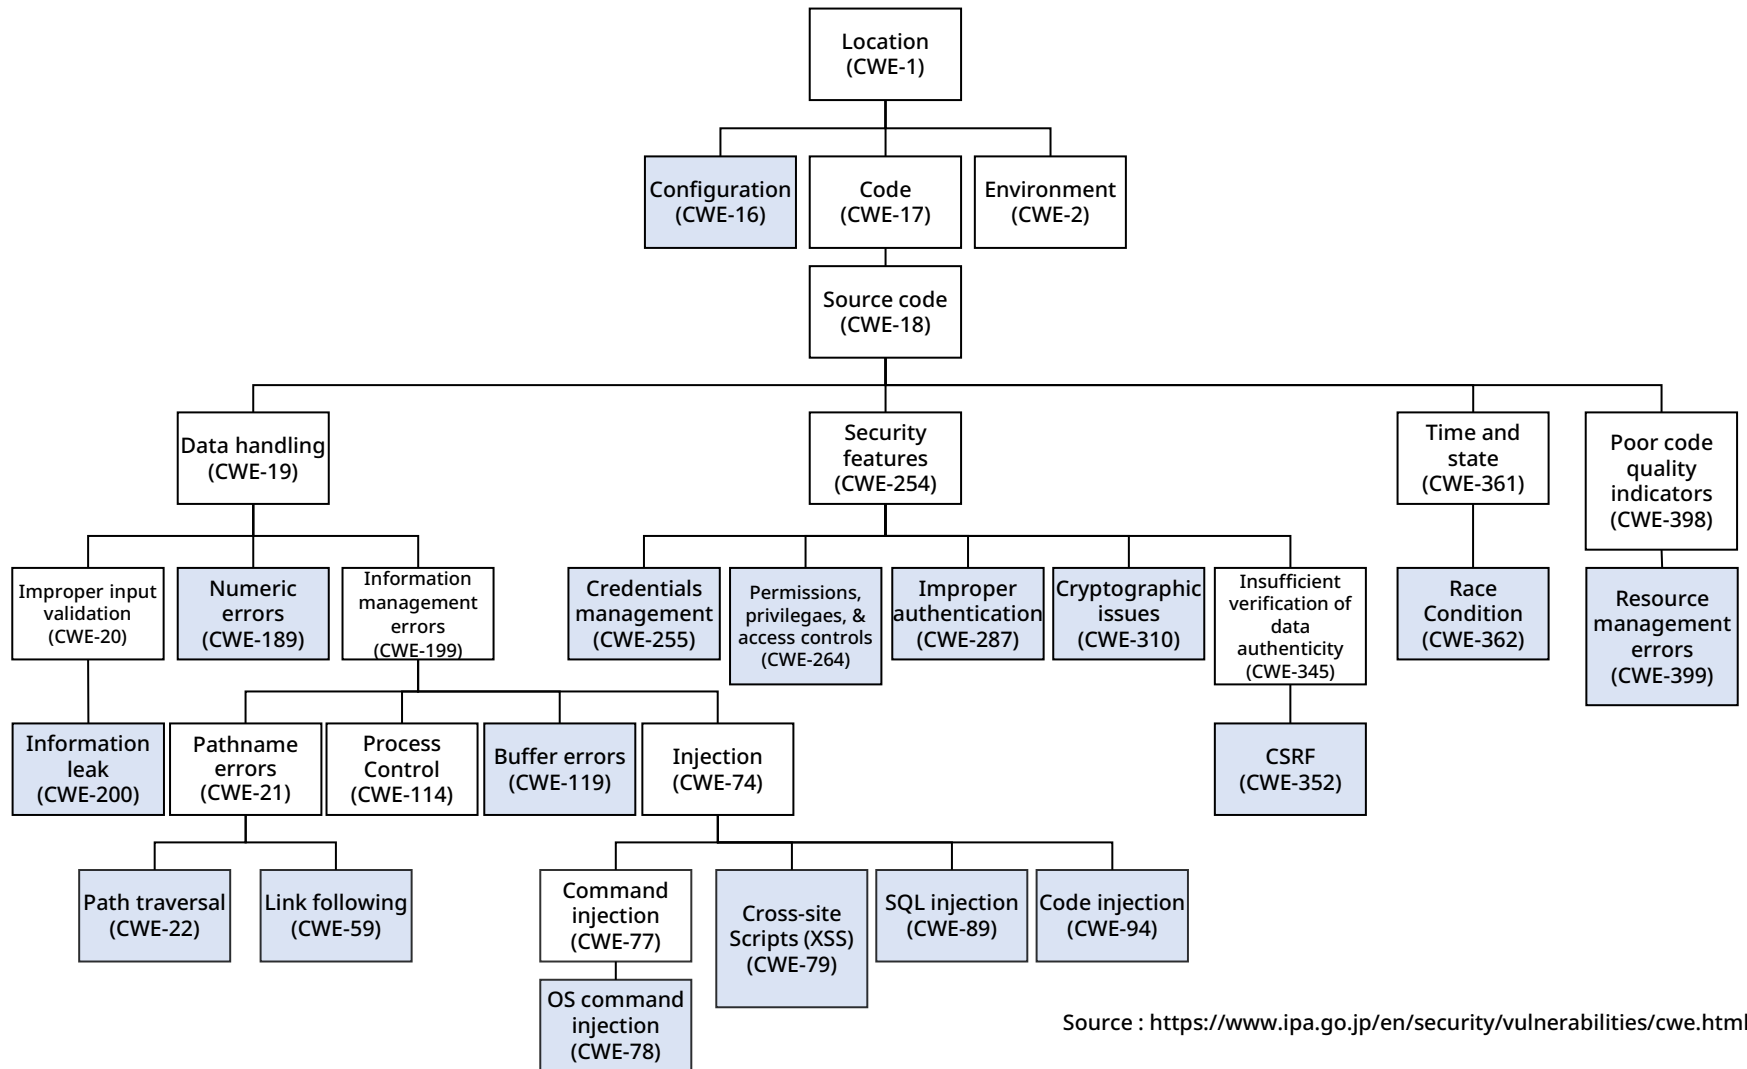 Location
(CWE-1)
Configuration
(CWE-16)
Code
(CWE-17)
Environment
(CWE-2)
Source code
(CWE-18)
Data handling
(CWE-19)
Security
features
(CWE-254)
Time and
state
(CWE-361)
Poor code
quality
indicators
(CWE-398)
Improper input
validation
(CWE-20)
Numeric
errors
(CWE-189)
Information
management
errors
(CWE-199)
Credentials
management
(CWE-255)
Permissions,
privilegaes, &
access controls
(CWE-264)
Improper
authentication
(CWE-287)
Cryptographic
issues
(CWE-310)
Insufficient
verification of
data
authenticity
(CWE-345)
Race
Condition
(CWE-362)
Resource
management
errors
(CWE-399)
Information
leak
(CWE-200)
Pathname
errors
(CWE-21)
Process
Control
(CWE-114)
Buffer errors
(CWE-119)
Injection
(CWE-74)
CSRF
(CWE-352)
Path traversal
(CWE-22)
Link following
(CWE-59)
Command
injection
(CWE-77)
Cross-site
Scripts (XSS)
(CWE-79)
SQL injection
(CWE-89)
Code injection
(CWE-94)
OS command
injection
(CWE-78)
Source : https://www.ipa.go.jp/en/security/vulnerabilities/cwe.html